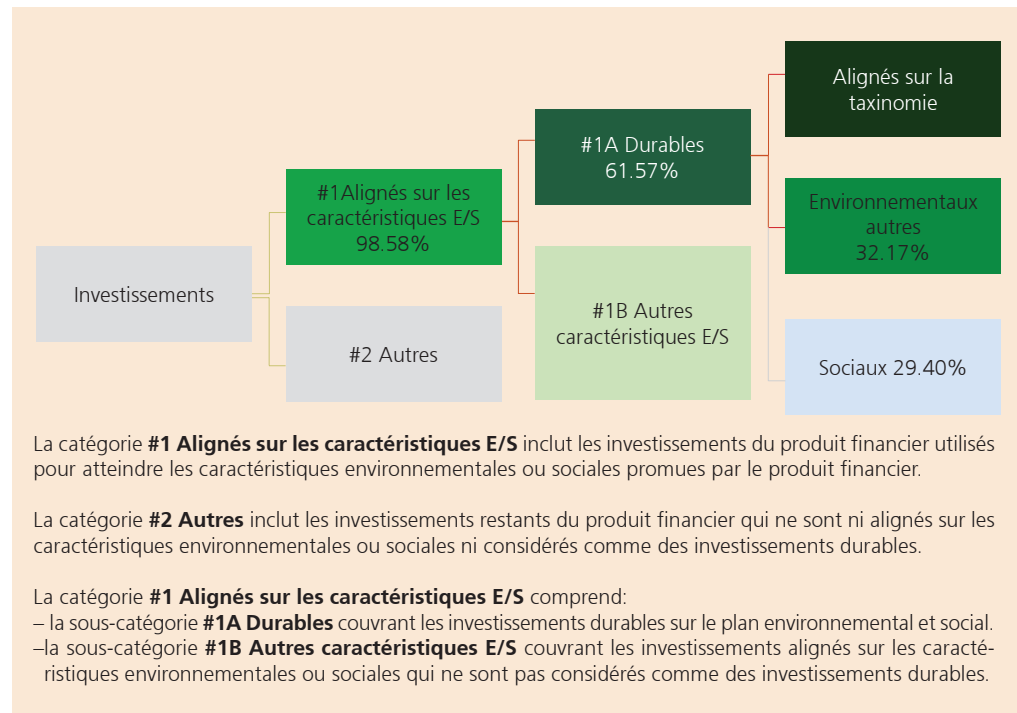 Alignés sur la
taxinomie
#1A Durables
61.57%
#1Alignés sur les
caractéristiques E/S
98.58%
Environnementaux
autres
32.17%
Investissements
#1B Autres
caractéristiques E/S
#2 Autres
Sociaux 29.40%
La catégorie #1 Alignés sur les caractéristiques E/S inclut les investissements du produit financier utilisés
pour atteindre les caractéristiques environnementales ou sociales promues par le produit financier.
La catégorie #2 Autres inclut les investissements restants du produit financier qui ne sont ni alignés sur les
caractéristiques environnementales ou sociales ni considérés comme des investissements durables.
La catégorie #1 Alignés sur les caractéristiques E/S comprend:
– la sous-catégorie #1A Durables couvrant les investissements durables sur le plan environnemental et social.
–la sous-catégorie #1B Autres caractéristiques E/S couvrant les investissements alignés sur les caracté-
ristiques environnementales ou sociales qui ne sont pas considérés comme des investissements durables.